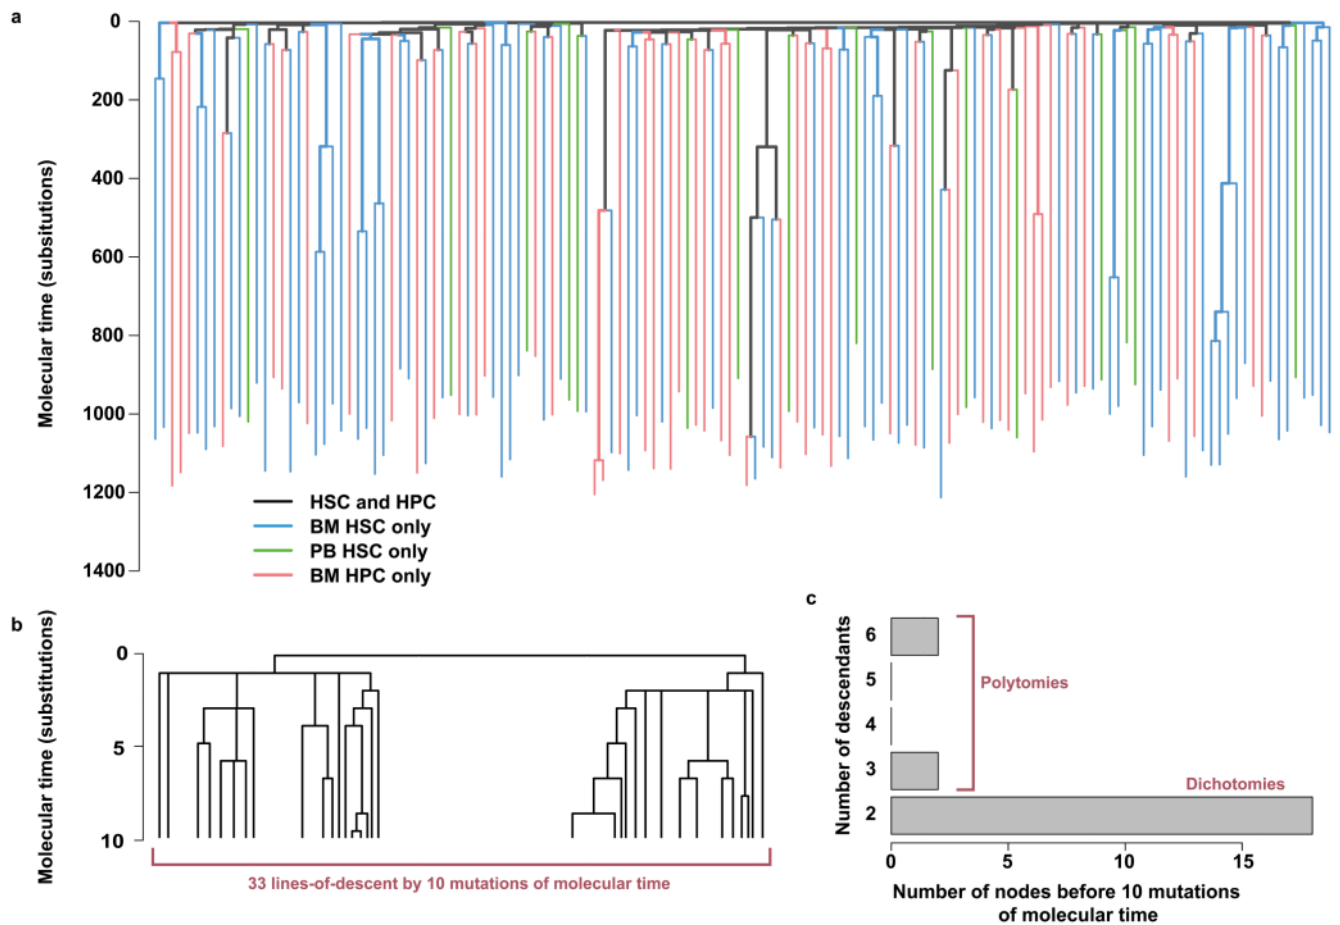 a
Molecular time (subsitutions)
0
200
400
600
800
1000
1200
1400
HSC and HPC
BM HSC only
PB HSC only
BM HPC only
b
Molecular time (substitutions)
0
5
10
33 lines-of-descent by 10 mutations of molecular time
c
Number of descendants
6
5
4
3
2
Polytomies
Dichotomies
0
5
10
15
Number of nodes before 10 mutations
of molecular time